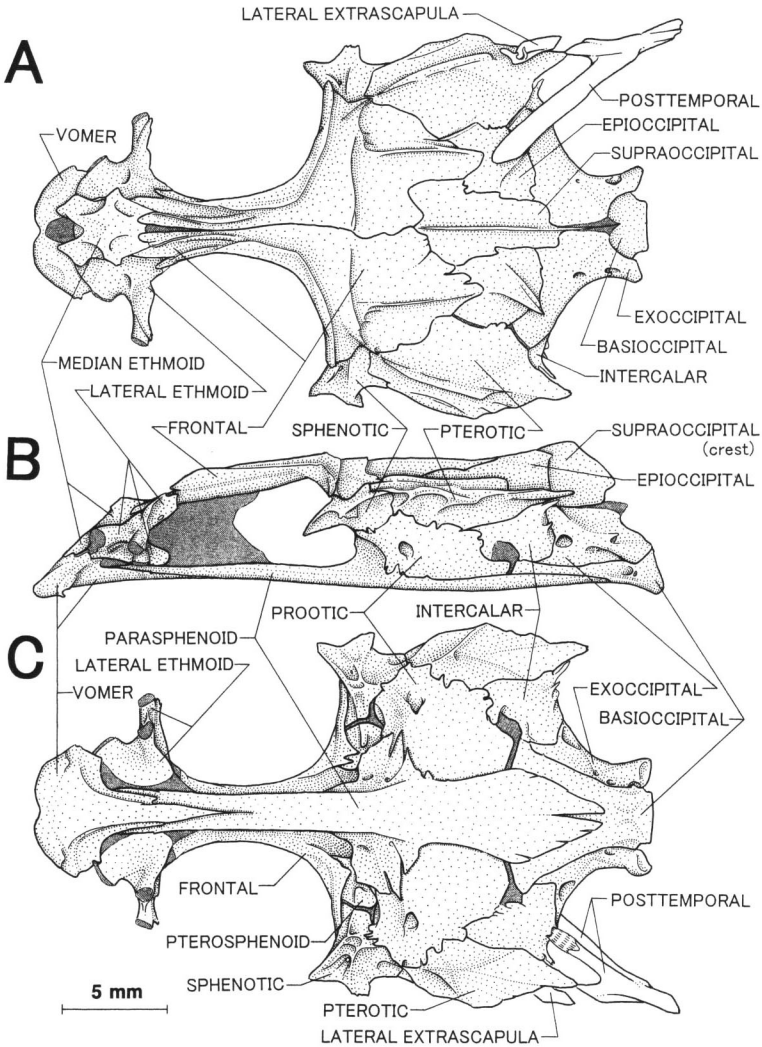 LATERAL EXTRASCAPULA
A
POSTTEMPORAL
EPIOCCIPITAL
VOMER
SUPRAOCCIPITAL
EXOCCIPITAL
BASIOCCIPITAL
MEDIAN ETHMOID
INTERCALAR
LATERAL ETHMOID
FRONTAL
SPHENOTIC
PTEROTIC
SUPRAOCCIPITAL
(crest)
B
EPIOCCIPITAL
PROOTIC
INTERCALAR
PARASPHENOID
C
LATERAL ETHMOID
VOMER
EXOCCIPITAL
BASIOCCIPITAL
FRONTAL
POSTTEMPORAL
PTEROSPHENOID
SPHENOTIC
5 mm
PTEROTIC
LATERAL EXTRASCAPULA